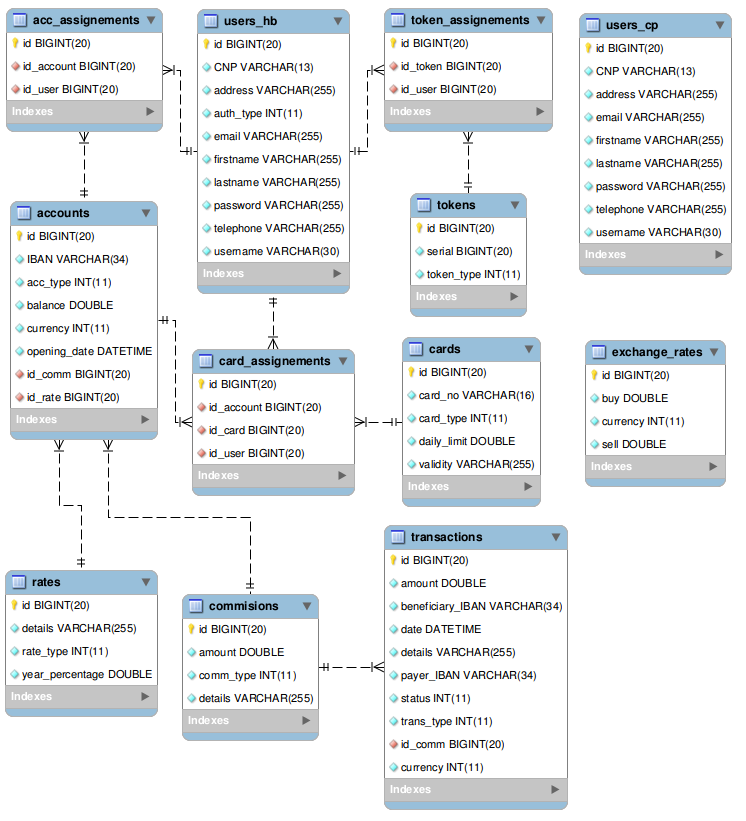 acc_assignements
id BIGINT(20)
id_account BIGINT(20)
id_user BIGINT(20)
Indexes
users_hb
id BIGINT(20)
CNP VARCHAR(13)
address VARCHAR(255)
auth_type INT(11)
email VARCHAR(255)
firstname VARCHAR(255)
lastname VARCHAR(255)
password VARCHAR(255)
telephone VARCHAR(255)
username VARCHAR(30)
Indexes
token_assignements
id BIGINT(20)
id_token BIGINT(20)
id_user BIGINT(20)
Indexes
users_cp
id BIGINT(20)
CNP VARCHAR(13)
address VARCHAR(255)
email VARCHAR(255)
firstname VARCHAR(255)
lastname VARCHAR(255)
password VARCHAR(255)
telephone VARCHAR(255)
username VARCHAR(30)
Indexes
accounts
id BIGINT(20)
IBAN VARCHAR(34)
acc_type INT(11)
balance DOUBLE
currency INT(11)
opening_date DATETIME
id_comm BIGINT(20)
id_rate BIGINT(20)
Indexes
tokens
id BIGINT(20)
serial BIGINT(20)
token_type INT(11)
Indexes
card_assignements
id BIGINT(20)
id_account BIGINT(20)
id_card BIGINT(20)
id_user BIGINT(20)
Indexes
cards
id BIGINT(20)
card_no VARCHAR(16)
card_type INT(11)
daily_limit DOUBLE
validity VARCHAR(255)
Indexes
exchange_rates
id BIGINT(20)
buy DOUBLE
currency INT(11)
sell DOUBLE
Indexes
rates
id BIGINT(20)
details VARCHAR(255)
rate_type INT(11)
year_percentage DOUBLE
Indexes
commisions
id BIGINT(20)
amount DOUBLE
comm_type INT(11)
details VARCHAR(255)
Indexes
transactions
id BIGINT(20)
amount DOUBLE
beneficiary_IBAN VARCHAR(34)
date DATETIME
details VARCHAR(255)
payer_IBAN VARCHAR(34)
status INT(11)
trans_type INT(11)
id_comm BIGINT(20)
currency INT(11)
Indexes